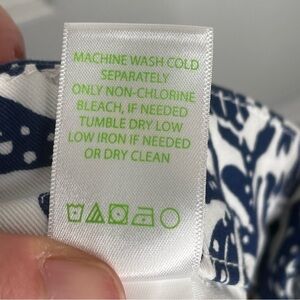 MACHINE WASH COLD
SEPARATELY
ONLY NON-CHLORINE
BLEACH, IF NEEDED
TUMBLE DRY LOW
LOW IRON IF NEEDED
OR DRY CLEAN